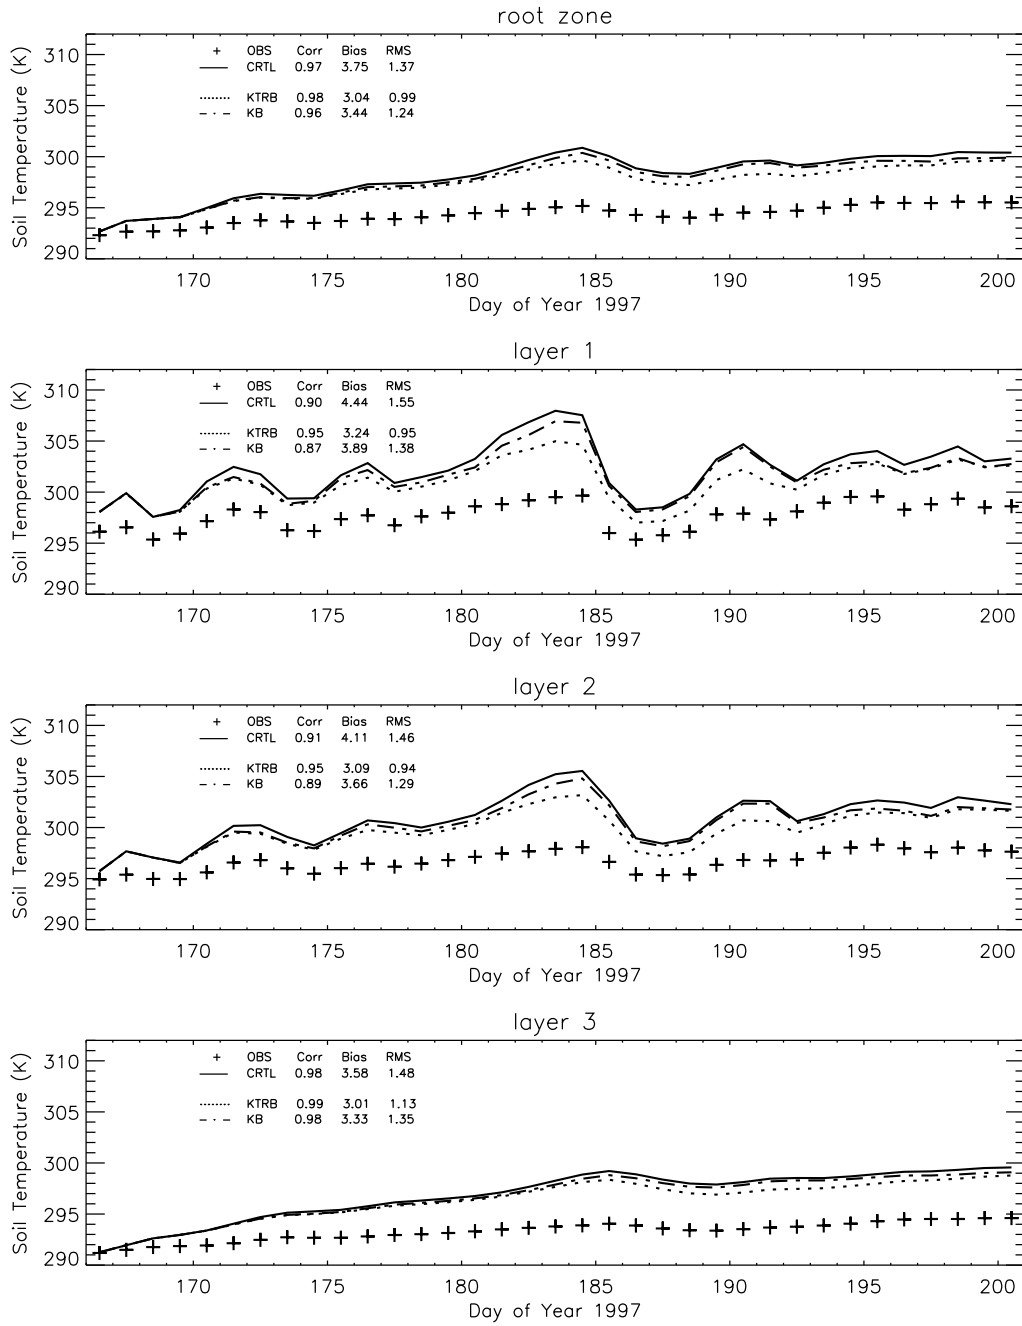 root zone
+ OBS Corr Bias RMS
CRTL 0.97 3.75 1.37
KTRB 0.98 3.04 0.99
KB 0.96 3.44 1.24
Soil Temperature (K)
310
305
300
295
290
170 175 180 185 190 195 200
Day of Year 1997
layer 1
+ OBS Corr Bias RMS
CRTL 0.90 4.44 1.55
KTRB 0.95 3.24 0.95
KB 0.87 3.89 1.38
Soil Temperature (K)
310
305
300
295
290
170 175 180 185 190 195 200
Day of Year 1997
layer 2
+ OBS Corr Bias RMS
CRTL 0.91 4.11 1.46
KTRB 0.95 3.09 0.94
KB 0.89 3.66 1.29
Soil Temperature (K)
310
305
300
295
290
170 175 180 185 190 195 200
Day of Year 1997
layer 3
+ OBS Corr Bias RMS
CRTL 0.98 3.58 1.48
KTRB 0.99 3.01 1.13
KB 0.98 3.33 1.35
Soil Temperature (K)
310
305
300
295
290
170 175 180 185 190 195 200
Day of Year 1997